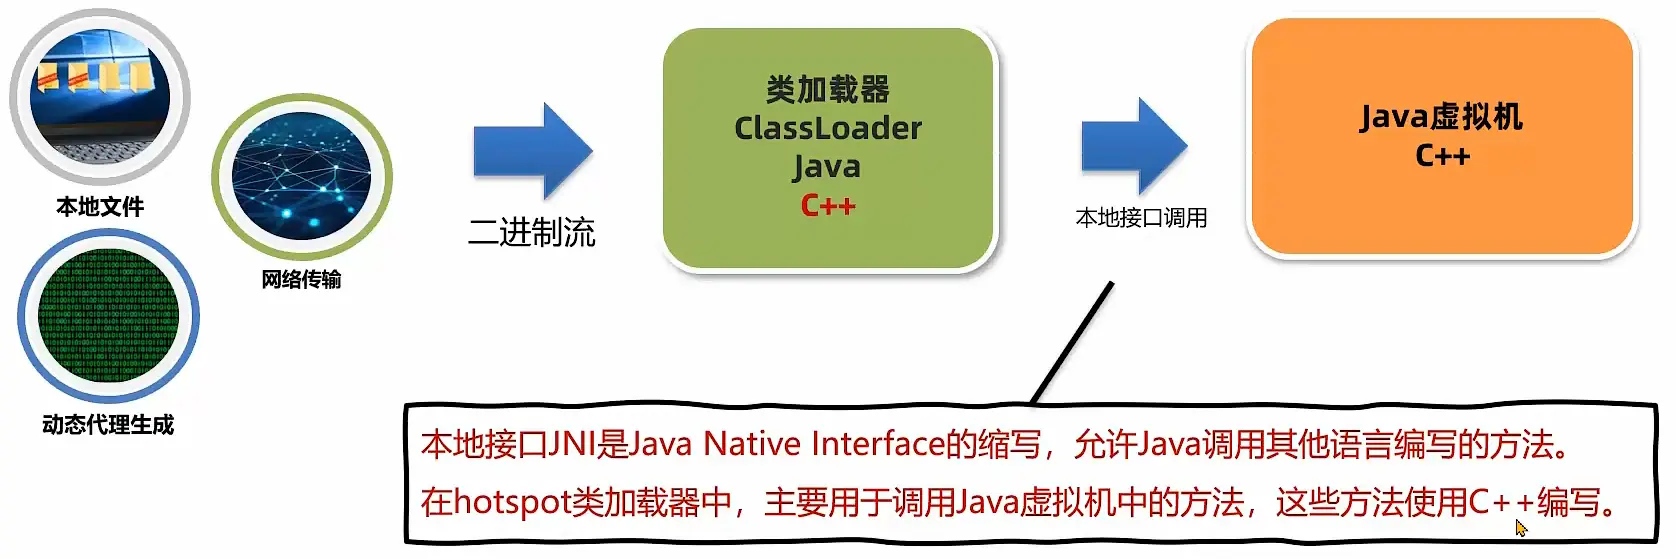 本地文件
网络传输
动态代理生成
二进制流
类加载器
ClassLoader
Java
C++
本地接口调用
Java虚拟机
C++
本地接口JNI是Java Native Interface的缩写，允许Java调用其他语言编写的方法。
在hotspot类加载器中，主要用于调用Java虚拟机中的方法，这些方法使用C++编写。